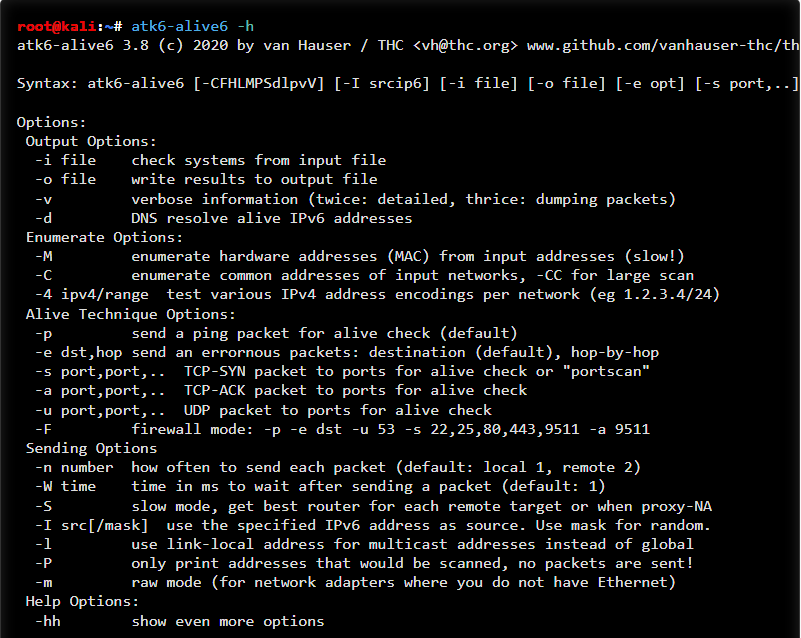 root@kali:~# atk6-alive6 -h
atk6-alive6 3.8 (c) 2020 by van Hauser / THC <vh@thc.org> www.github.com/vanhauser-thc/th
Syntax: atk6-alive6 [-CFHLMPSdlpvV] [-I srcip6] [-i file] [-o file] [-e opt] [-s port,..]
Options:
Output Options:
-i file    check systems from input file
-o file    write results to output file
-v         verbose information (twice: detailed, thrice: dumping packets)
-d         DNS resolve alive IPv6 addresses
Enumerate Options:
-M         enumerate hardware addresses (MAC) from input addresses (slow!)
-C         enumerate common addresses of input networks, -CC for large scan
-4 ipv4/range  test various IPv4 address encodings per network (eg 1.2.3.4/24)
Alive Technique Options:
-p         send a ping packet for alive check (default)
-e dst,hop send an errornous packets: destination (default), hop-by-hop
-s port,port,..  TCP-SYN packet to ports for alive check or "portscan"
-a port,port,..  TCP-ACK packet to ports for alive check
-u port,port,..  UDP packet to ports for alive check
-F         firewall mode: -p -e dst -u 53 -s 22,25,80,443,9511 -a 9511
Sending Options
-n number  how often to send each packet (default: local 1, remote 2)
-W time    time in ms to wait after sending a packet (default: 1)
-S         slow mode, get best router for each remote target or when proxy-NA
-I src[/mask]  use the specified IPv6 address as source. Use mask for random.
-l         use link-local address for multicast addresses instead of global
-P         only print addresses that would be scanned, no packets are sent!
-m         raw mode (for network adapters where you do not have Ethernet)
Help Options:
-hh        show even more options